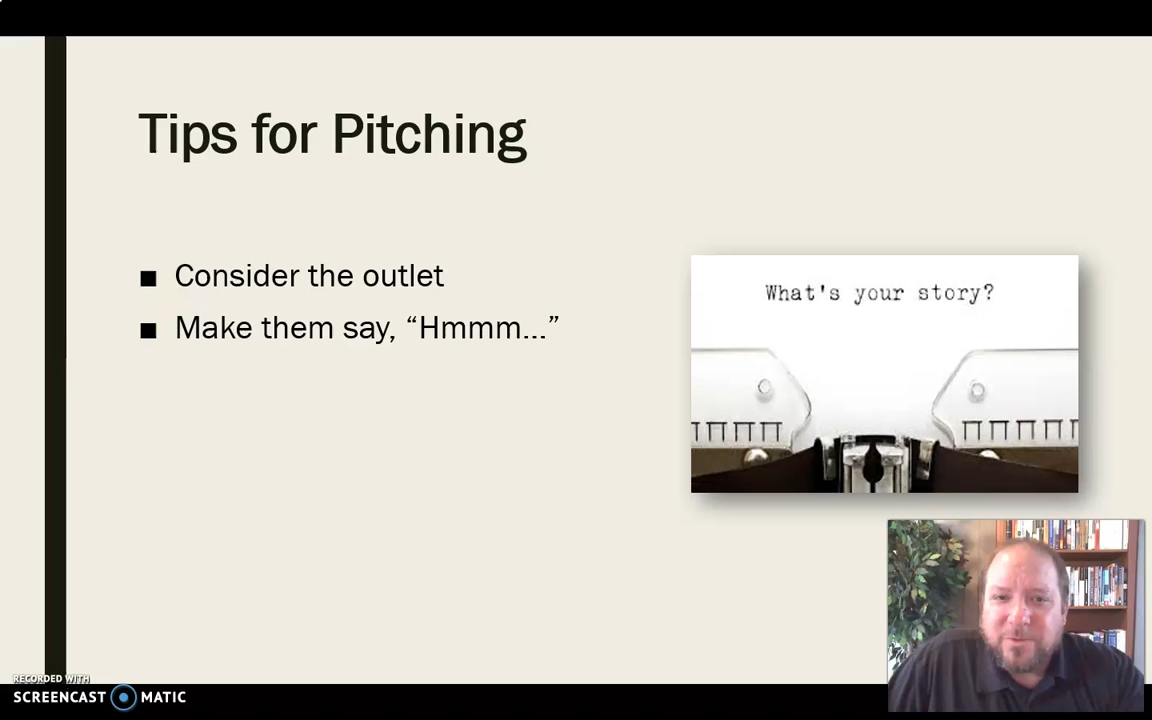 Tips for Pitching
■ Consider the outlet
■ Make them say, “Hmmm...”
What's your story?
RECORDED WITH
SCREENCAST MATIC